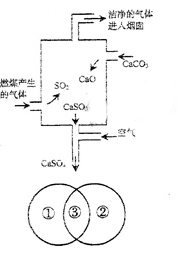 洁净的气体
进入烟囱
CaO
CaCO₃
燃煤产生
的气体
SO₂
CaSO₃
空气
CaSO₄
① ③ ②